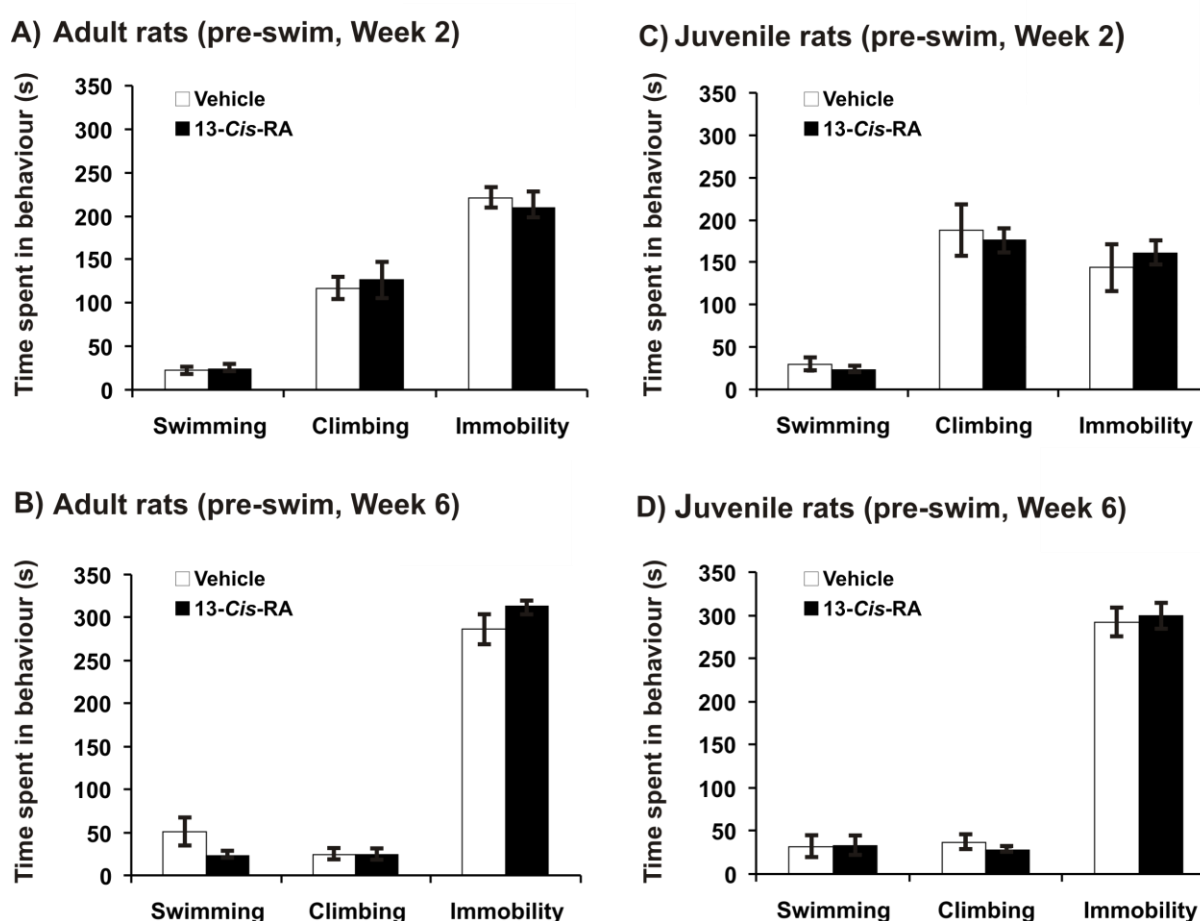 A) Adult rats (pre-swim, Week 2)
Time spent in behaviour (s)
350
300
250
200
150
100
50
0
Vehicle
13-Cis-RA
Swimming Climbing Immobility
C) Juvenile rats (pre-swim, Week 2)
Time spent in behaviour (s)
350
300
250
200
150
100
50
0
Vehicle
13-Cis-RA
Swimming Climbing Immobility
B) Adult rats (pre-swim, Week 6)
Time spent in behaviour (s)
350
300
250
200
150
100
50
0
Vehicle
13-Cis-RA
Swimming Climbing Immobility
D) Juvenile rats (pre-swim, Week 6)
Time spent in behaviour (s)
350
300
250
200
150
100
50
0
Vehicle
13-Cis-RA
Swimming Climbing Immobility